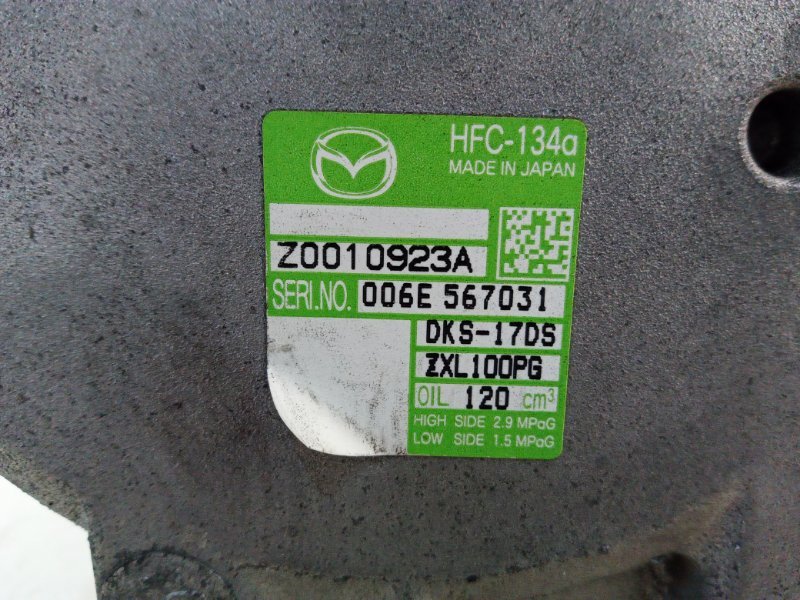 HFC-134a
MADE IN JAPAN
Z0010923A
SERI.NO. 006E 567031
DKS-17DS
ZXL100PG
OIL 120 cm³
HIGH SIDE 2.9 MPaG
LOW SIDE 1.5 MPaG